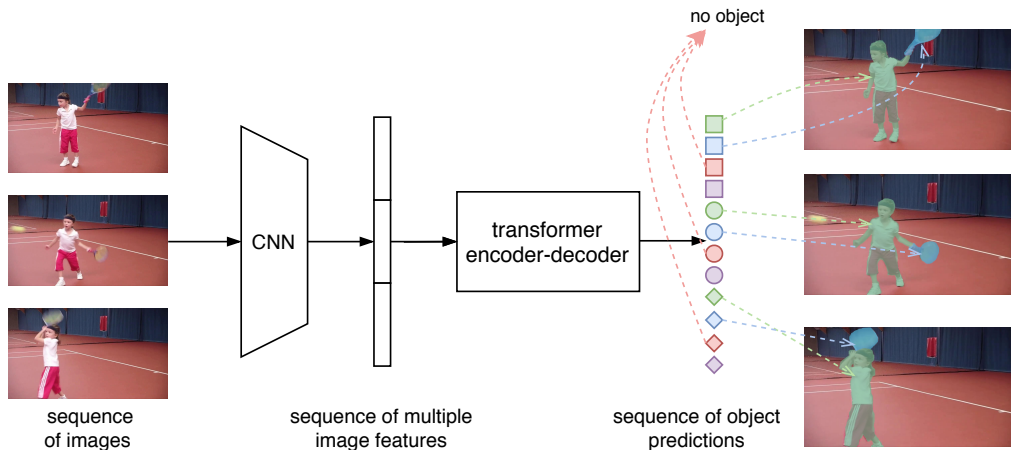 no object
CNN
transformer
encoder-decoder
sequence
of images
sequence of multiple
image features
sequence of object
predictions